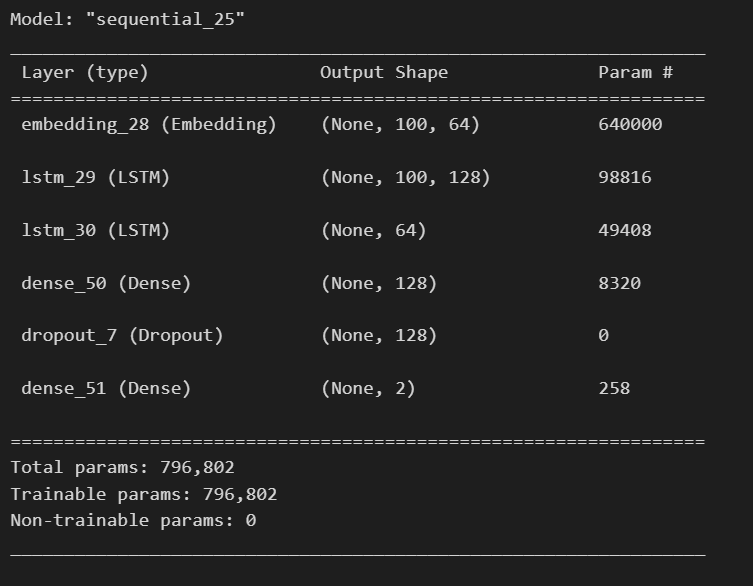 Model: "sequential_25"
_________________________________________________________________
 Layer (type)                Output Shape              Param #
=================================================================
 embedding_28 (Embedding)    (None, 100, 64)           640000
 lstm_29 (LSTM)              (None, 100, 128)          98816
 lstm_30 (LSTM)              (None, 64)                49408
 dense_50 (Dense)            (None, 128)               8320
 dropout_7 (Dropout)         (None, 128)               0
 dense_51 (Dense)            (None, 2)                 258
=================================================================
Total params: 796,802
Trainable params: 796,802
Non-trainable params: 0
_________________________________________________________________